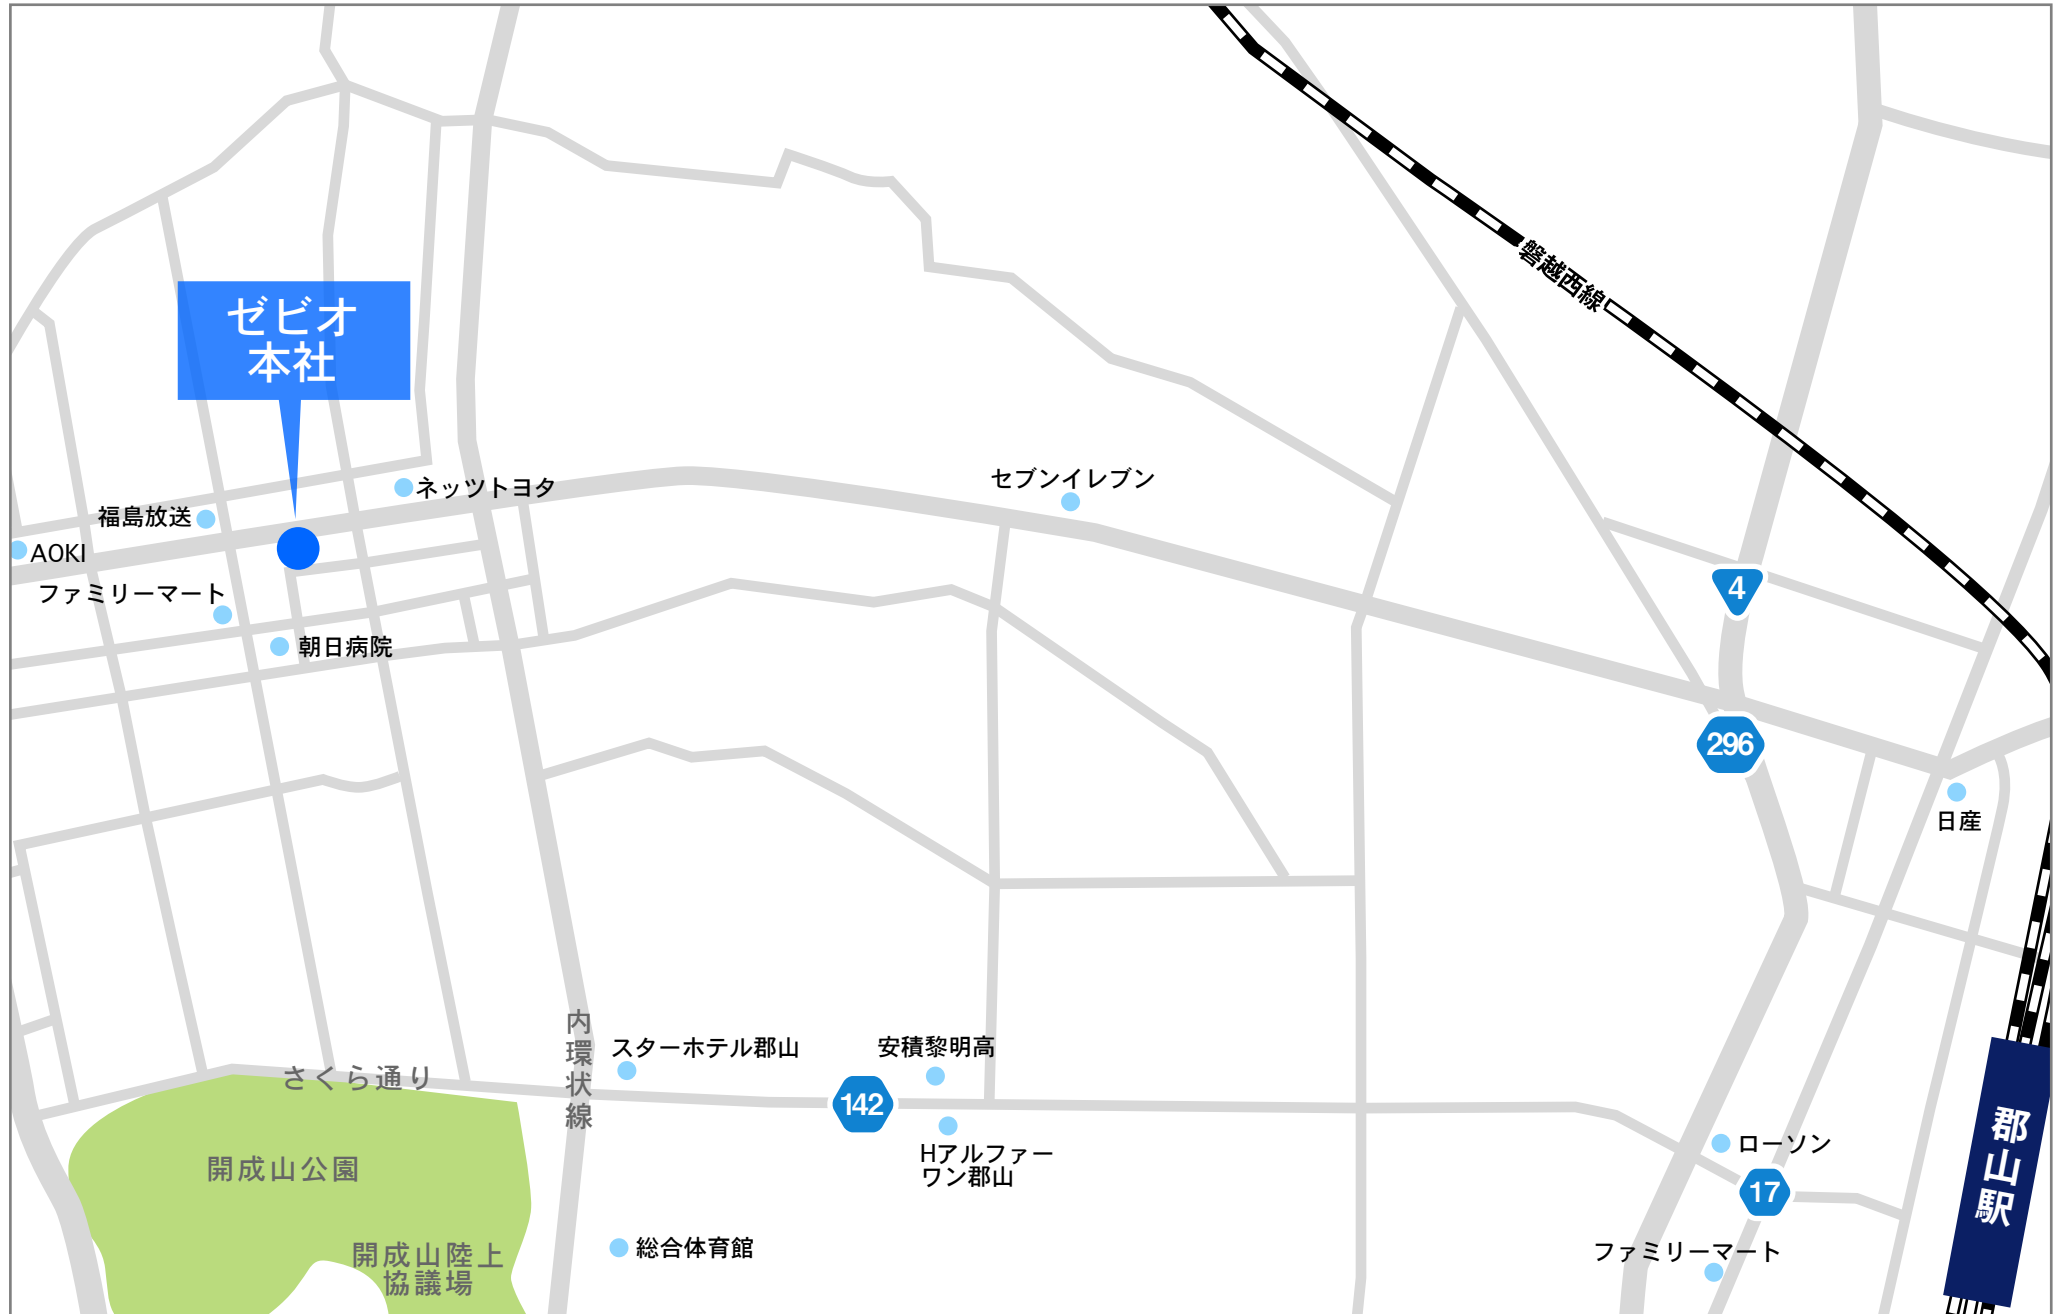 磐越西線
ゼビオ
本社
セブンイレブン
ネッツトヨタ
福島放送
AOKI
ファミリーマート
4
朝日病院
296
日産
内環状線
スターホテル郡山
安積黎明高
さくら通り
142
郡山駅
Hアルファー
ワン郡山
ローソン
開成山公園
17
総合体育館
ファミリーマート
開成山陸上
協議場